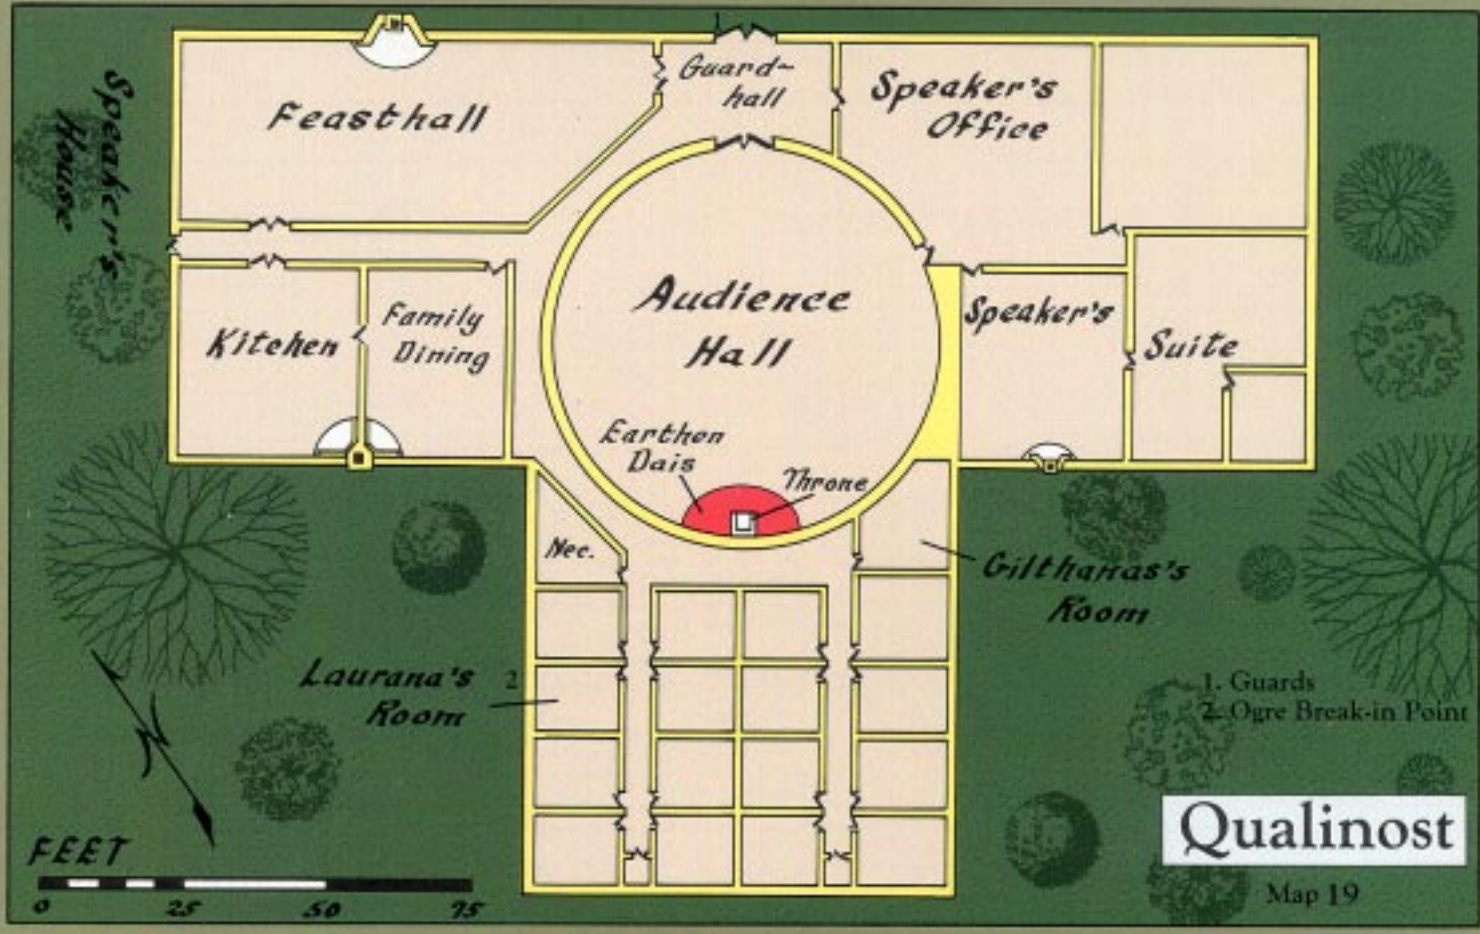 1
Guard~
hall
Speaker's
Office
Feasthall
Speaker's
House
Audience
Hall
Kitchen
Family
Dining
Speaker's
Suite
Earthen
Dais
Throne
Nec.
Gilthanas's
Room
Laurana's
Room
2
1. Guards
2. Ogre Break-in Point
N
Qualinost
Map 19
FEET
0 25 50 75